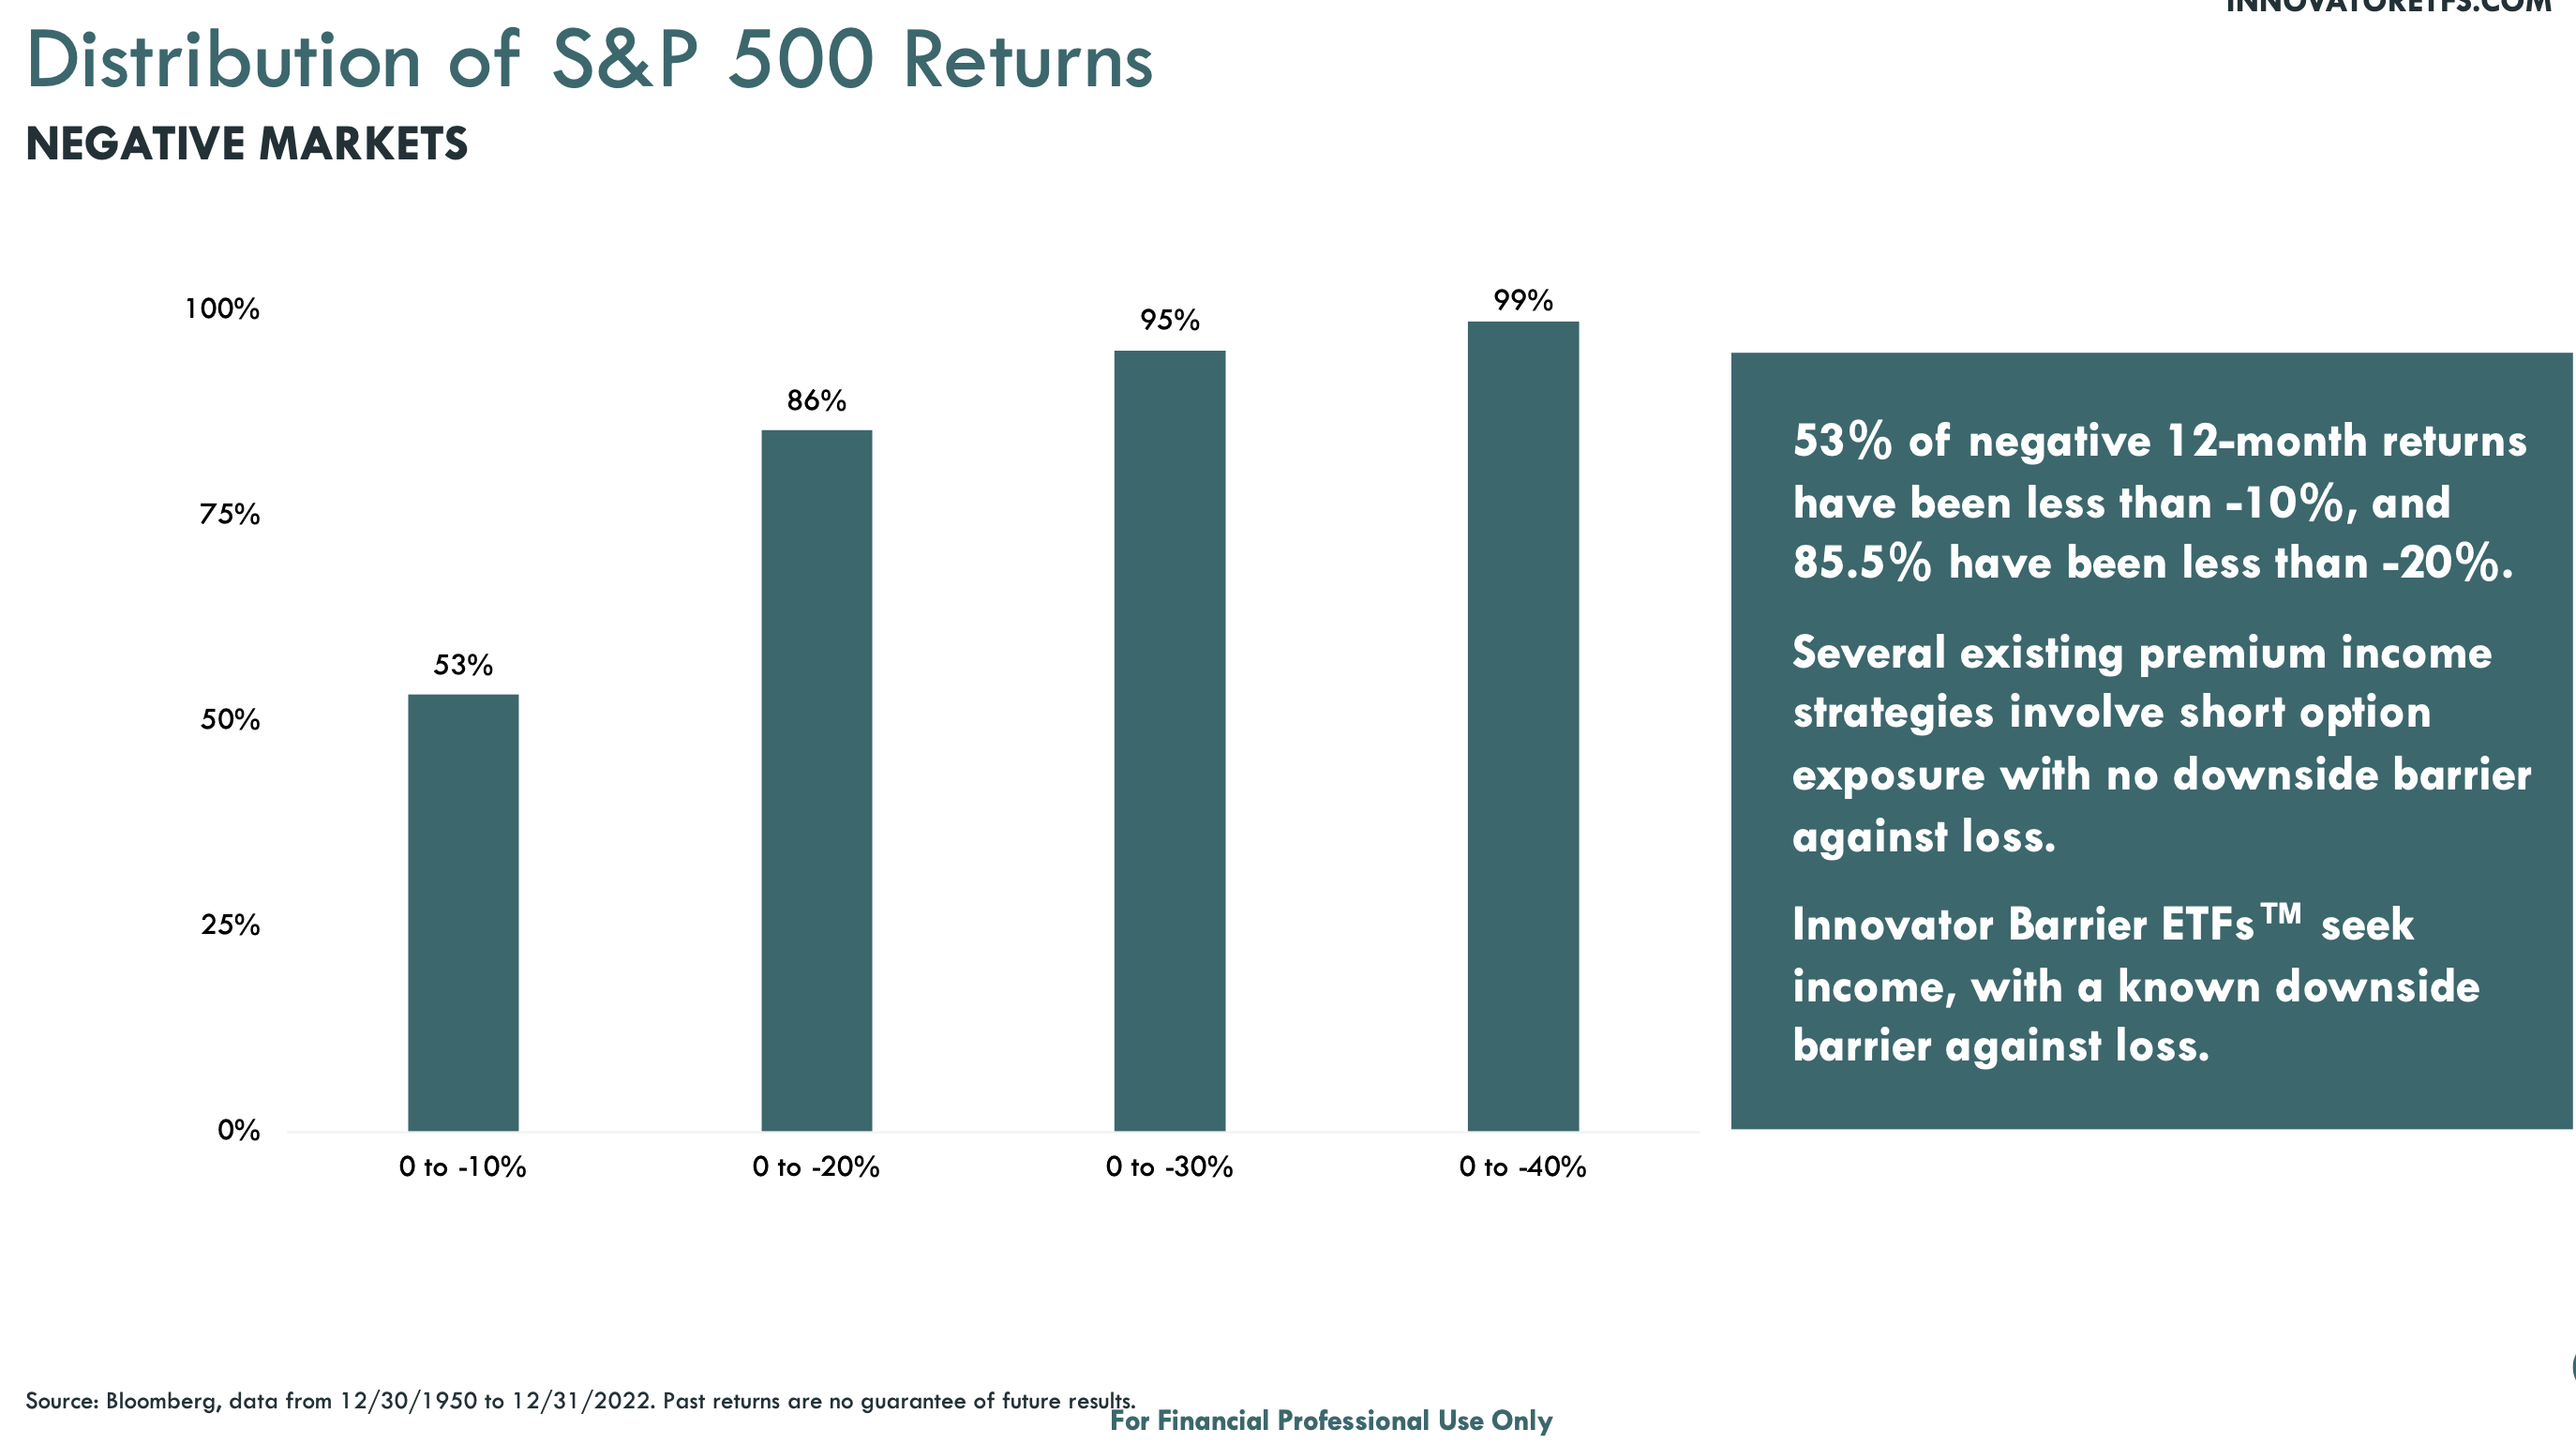 INNOVATORETFS.COM
Distribution of S&P 500 Returns
NEGATIVE MARKETS
100%
75%
50%
25%
0%
53%
86%
95%
99%
0 to -10%
0 to -20%
0 to -30%
0 to -40%
53% of negative 12-month returns
have been less than -10%, and
85.5% have been less than -20%.
Several existing premium income
strategies involve short option
exposure with no downside barrier
against loss.
Innovator Barrier ETFs™ seek
income, with a known downside
barrier against loss.
Source: Bloomberg, data from 12/30/1950 to 12/31/2022. Past returns are no guarantee of future results.
For Financial Professional Use Only